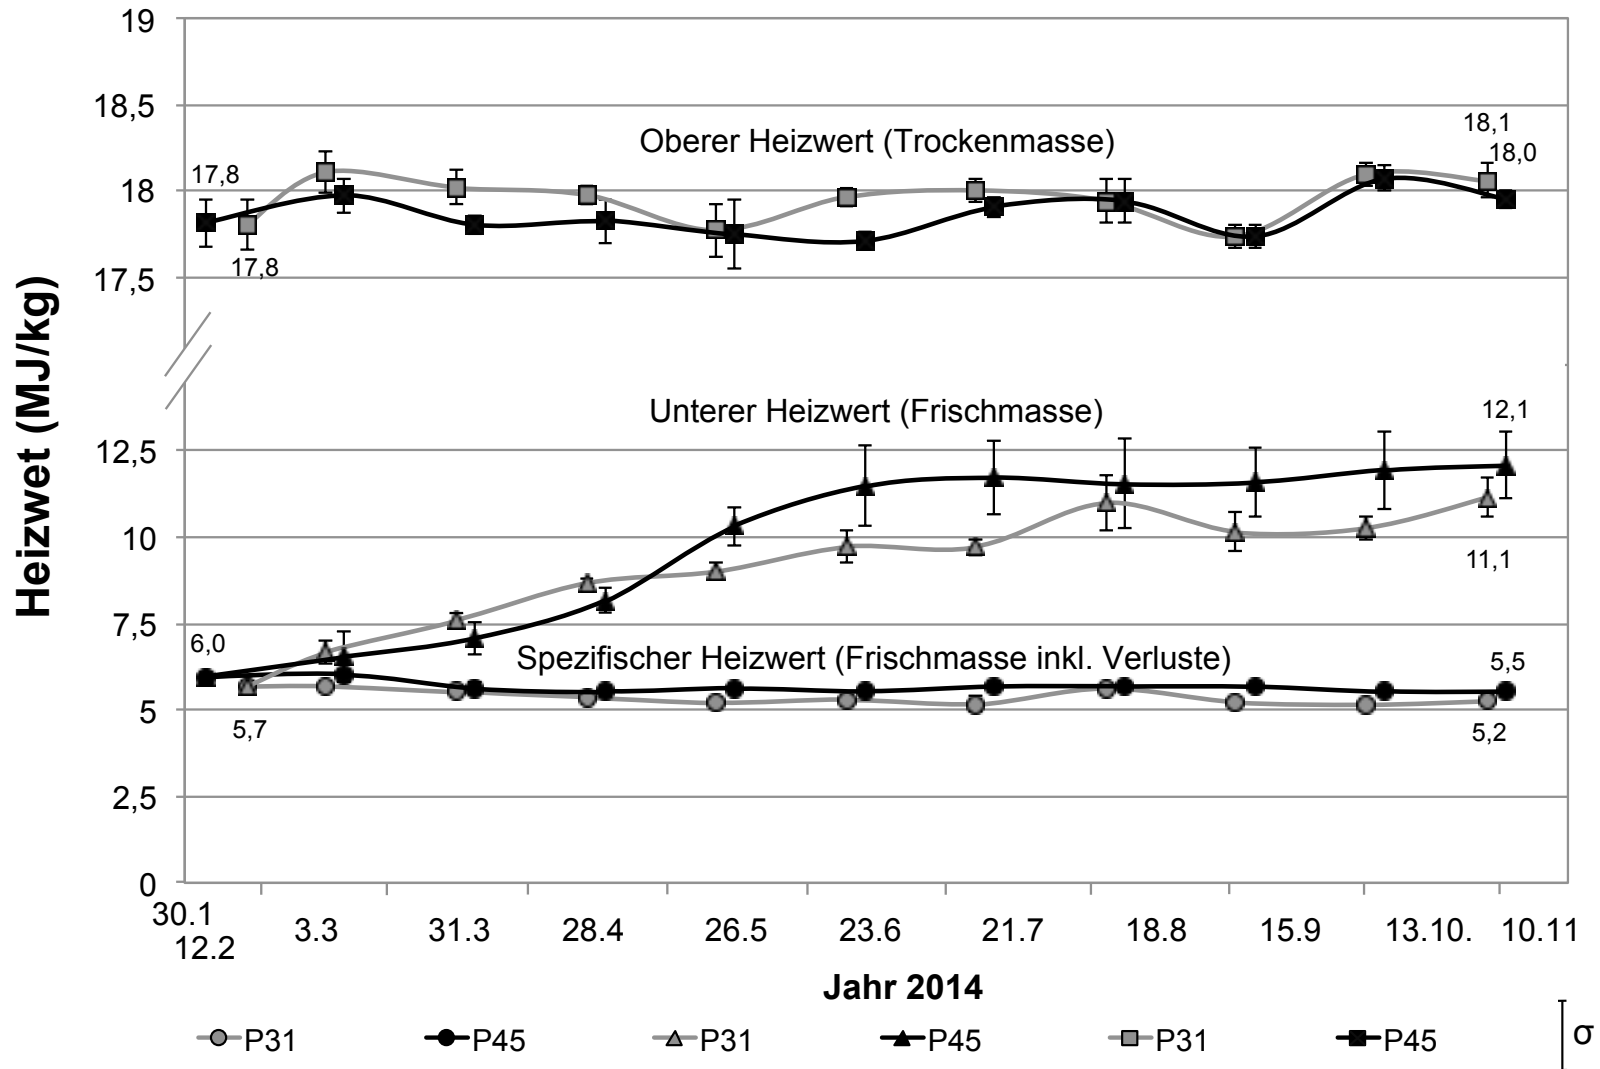 19
18,5
Oberer Heizwert (Trockenmasse)
18,1
18,0
17,8
18
17,8
17,5
Heizwet (MJ/kg)
Unterer Heizwert (Frischmasse)
12,1
12,5
10
11,1
7,5
6,0
Spezifischer Heizwert (Frischmasse inkl. Verluste)
5,5
5
5,7
5,2
2,5
0
30.1
12.2
3.3
31.3
28.4
26.5
23.6
21.7
18.8
15.9
13.10.
10.11
Jahr 2014
P31
P45
P31
P45
P31
P45
σ